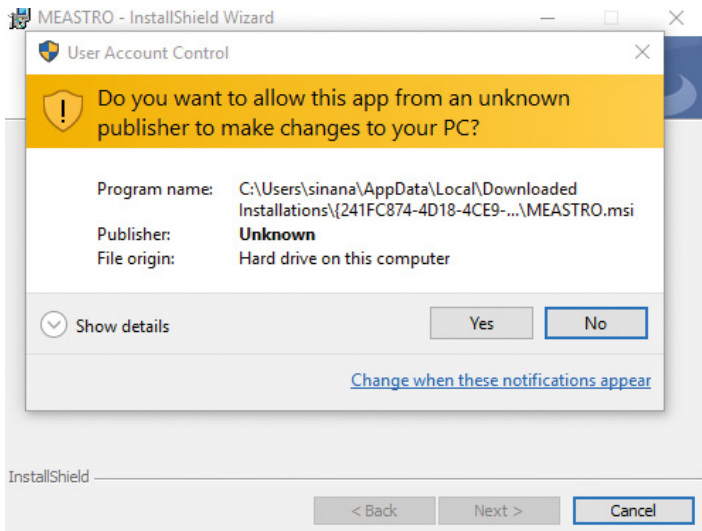 MEASTRO - InstallShield Wizard
User Account Control
Do you want to allow this app from an unknown
publisher to make changes to your PC?
Program name: C:\Users\sinana\AppData\Local\Downloaded
Installations\{241FC874-4D18-4CE9-...\MEASTRO.msi
Publisher: Unknown
File origin: Hard drive on this computer
Show details
Yes
No
Change when these notifications appear
InstallShield
< Back
Next >
Cancel